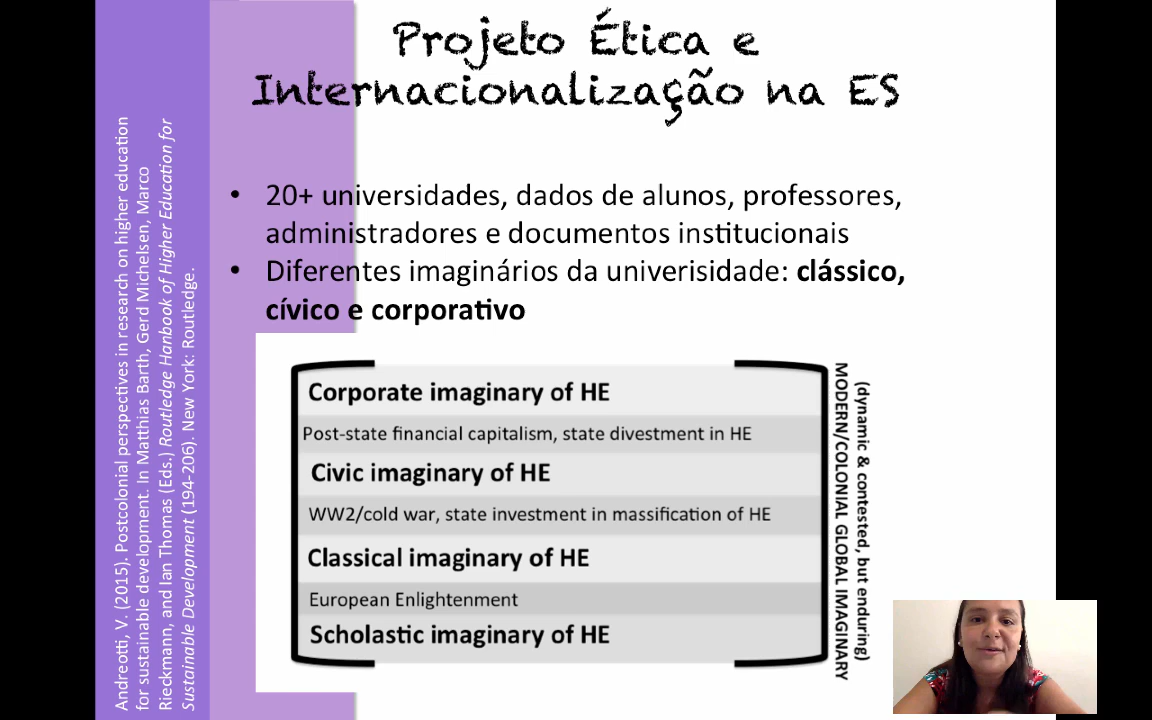 Projeto Ética e
Internacionalização na ES
• 20+ universidades, dados de alunos, professores,
administradores e documentos institucionais
• Diferentes imaginários da univerisidade: clássico,
cívico e corporativo
Corporate imaginary of HE
Post-state financial capitalism, state divestment in HE
Civic imaginary of HE
WW2/cold war, state investment in massification of HE
Classical imaginary of HE
European Enlightenment
Scholastic imaginary of HE
(dynamic & contested, but enduring)
MODERN/COLONIAL GLOBAL IMAGINARY
Andreotti, V. (2015). Postcolonial perspectives in research on higher education
for sustainable development. In Matthias Barth, Gerd Michelsen, Marco
Rieckmann, and Ian Thomas (Eds.) Routledge Hanbook of Higher Education for
Sustainable Development (194-206). New York: Routledge.